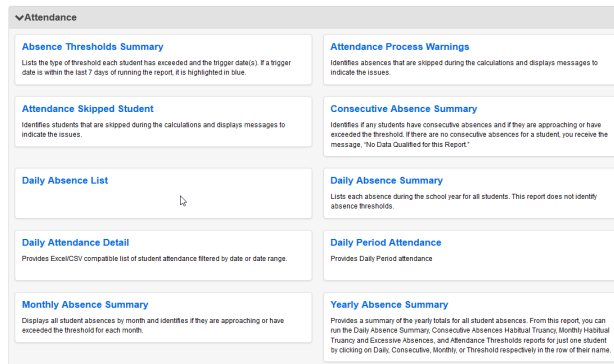 Attendance
Absence Thresholds Summary
Lists the type of threshold each student has exceeded and the trigger date(s). If a trigger
date is within the last 7 days of running the report, it is highlighted in blue.
Attendance Process Warnings
Identifies absences that are skipped during the calculations and displays messages to
indicate the issues.
Attendance Skipped Student
Identifies students that are skipped during the calculations and displays messages to
indicate the issues.
Consecutive Absence Summary
Identifies if any students have consecutive absences and if they are approaching or have
exceeded the threshold. If there are no consecutive absences for a student, you receive the
message, "No Data Qualified for this Report."
Daily Absence List
Daily Absence Summary
Lists each absence during the school year for all students. This report does not identify
absence thresholds.
Daily Attendance Detail
Provides Excel/CSV compatible list of student attendance filtered by date or date range.
Daily Period Attendance
Provides Daily Period attendance
Monthly Absence Summary
Displays all student absences by month and identifies if they are approaching or have
exceeded the threshold for each month.
Yearly Absence Summary
Provides a summary of the yearly totals for all student absences. From this report, you can
run the Daily Absence Summary, Consecutive Absences Habitual Truancy, Monthly Habitual
Truancy and Excessive Absences, and Attendance Thresholds reports for just one student
by clicking on Daily, Consecutive, Monthly, or Threshold respectively in the row of their name.